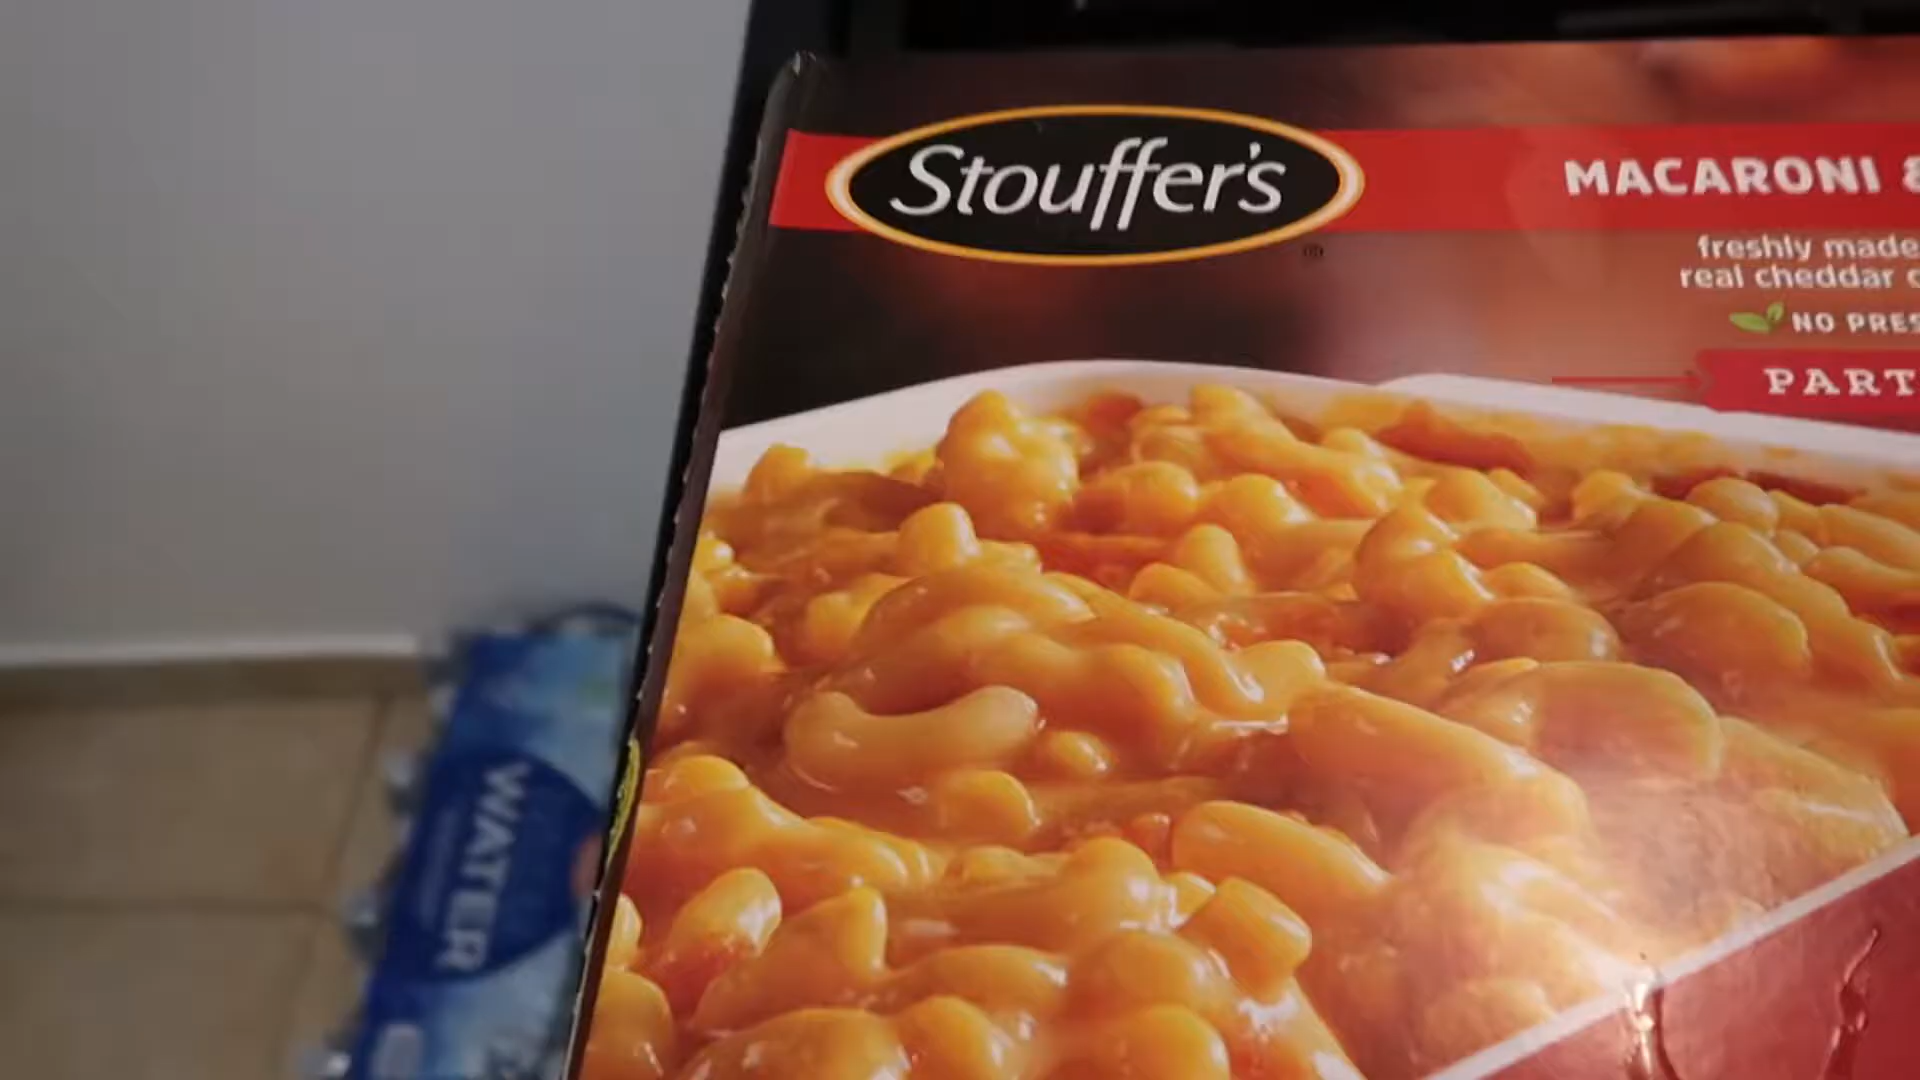 Stouffer's
MACARONI &
freshly made
real cheddar
NO PRES
PART
WATER